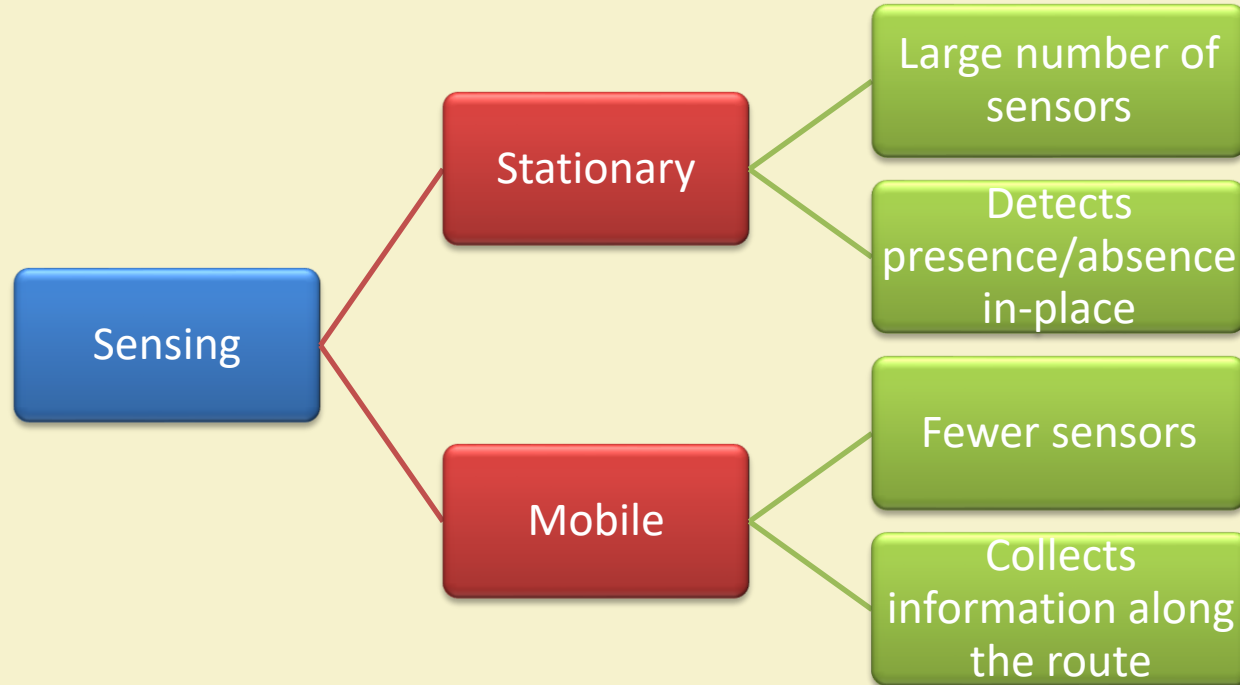 Sensing
Stationary
Large number of
sensors
Detects
presence/absence
in-place
Mobile
Fewer sensors
Collects
information along
the route